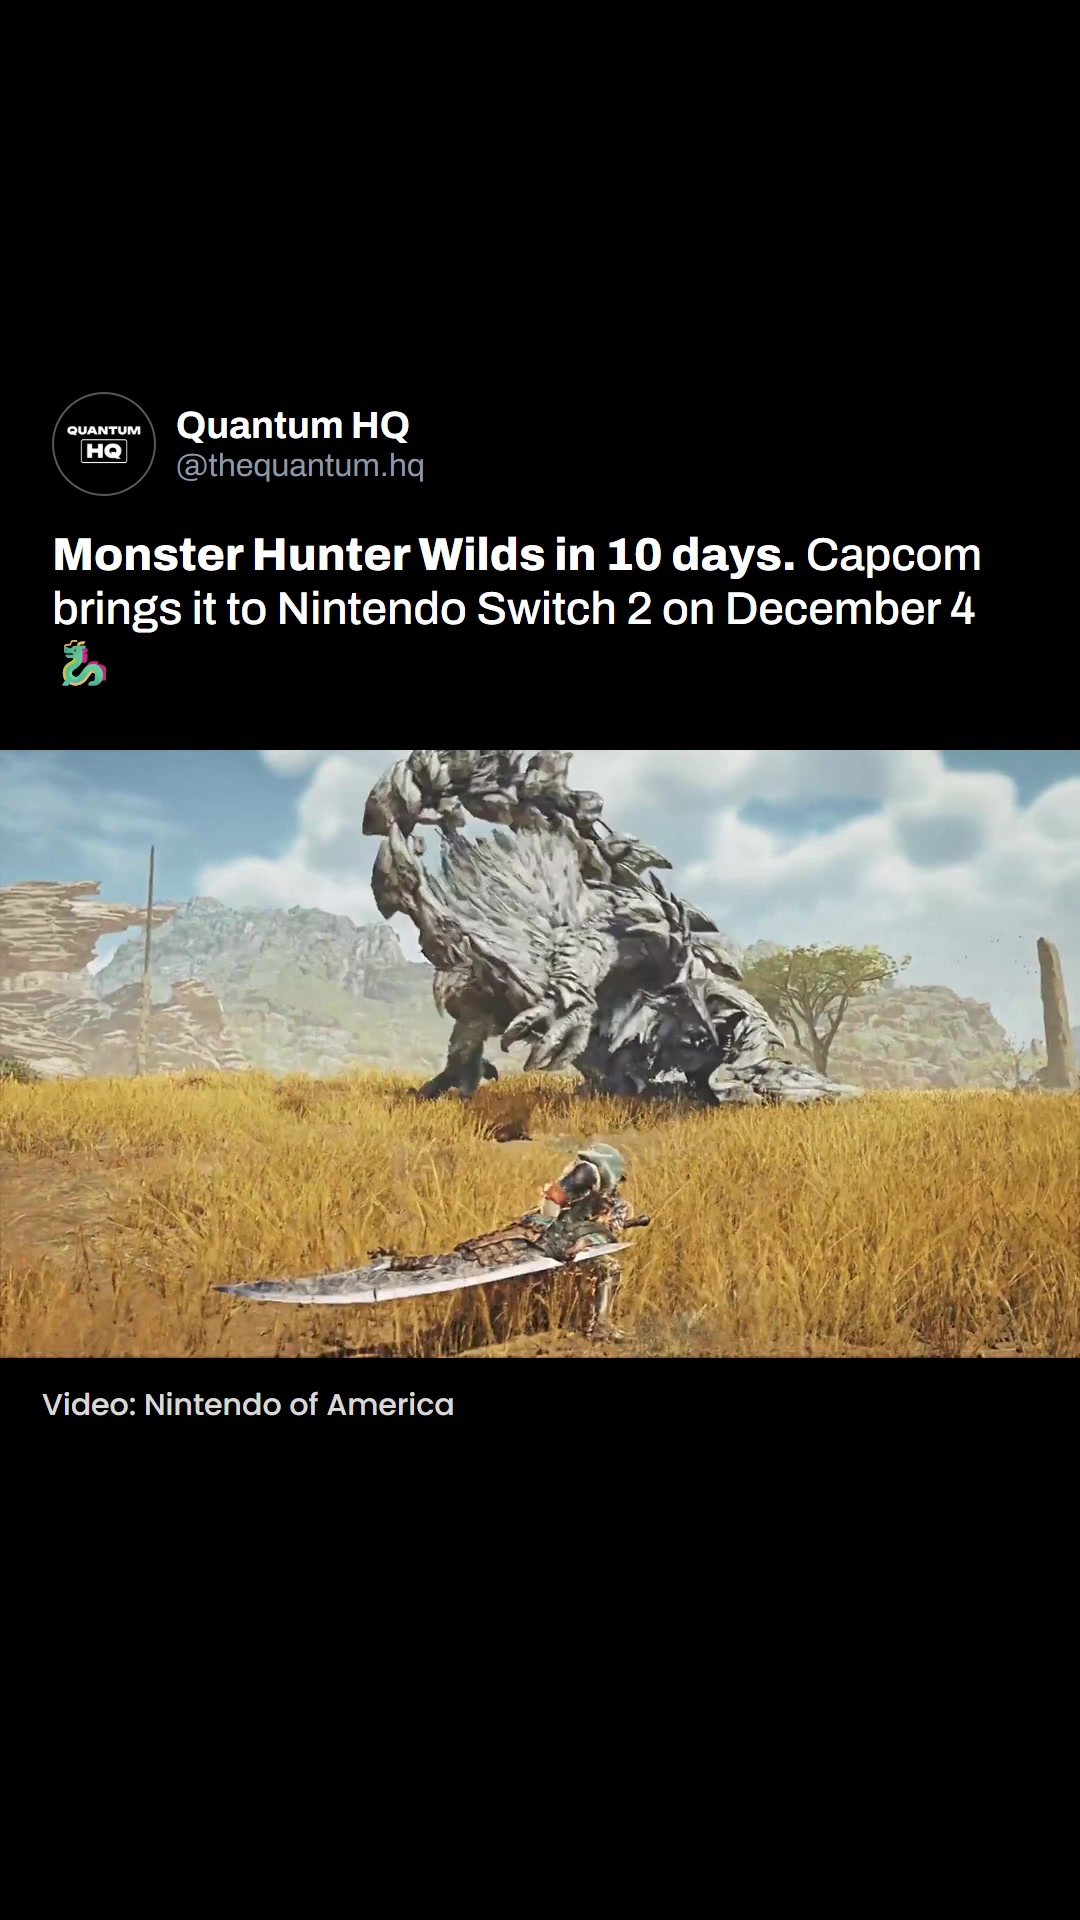 QUANTUM
HQ
Quantum HQ
@thequantum.hq
Monster Hunter Wilds in 10 days. Capcom
brings it to Nintendo Switch 2 on December 4
🐉
Video: Nintendo of America